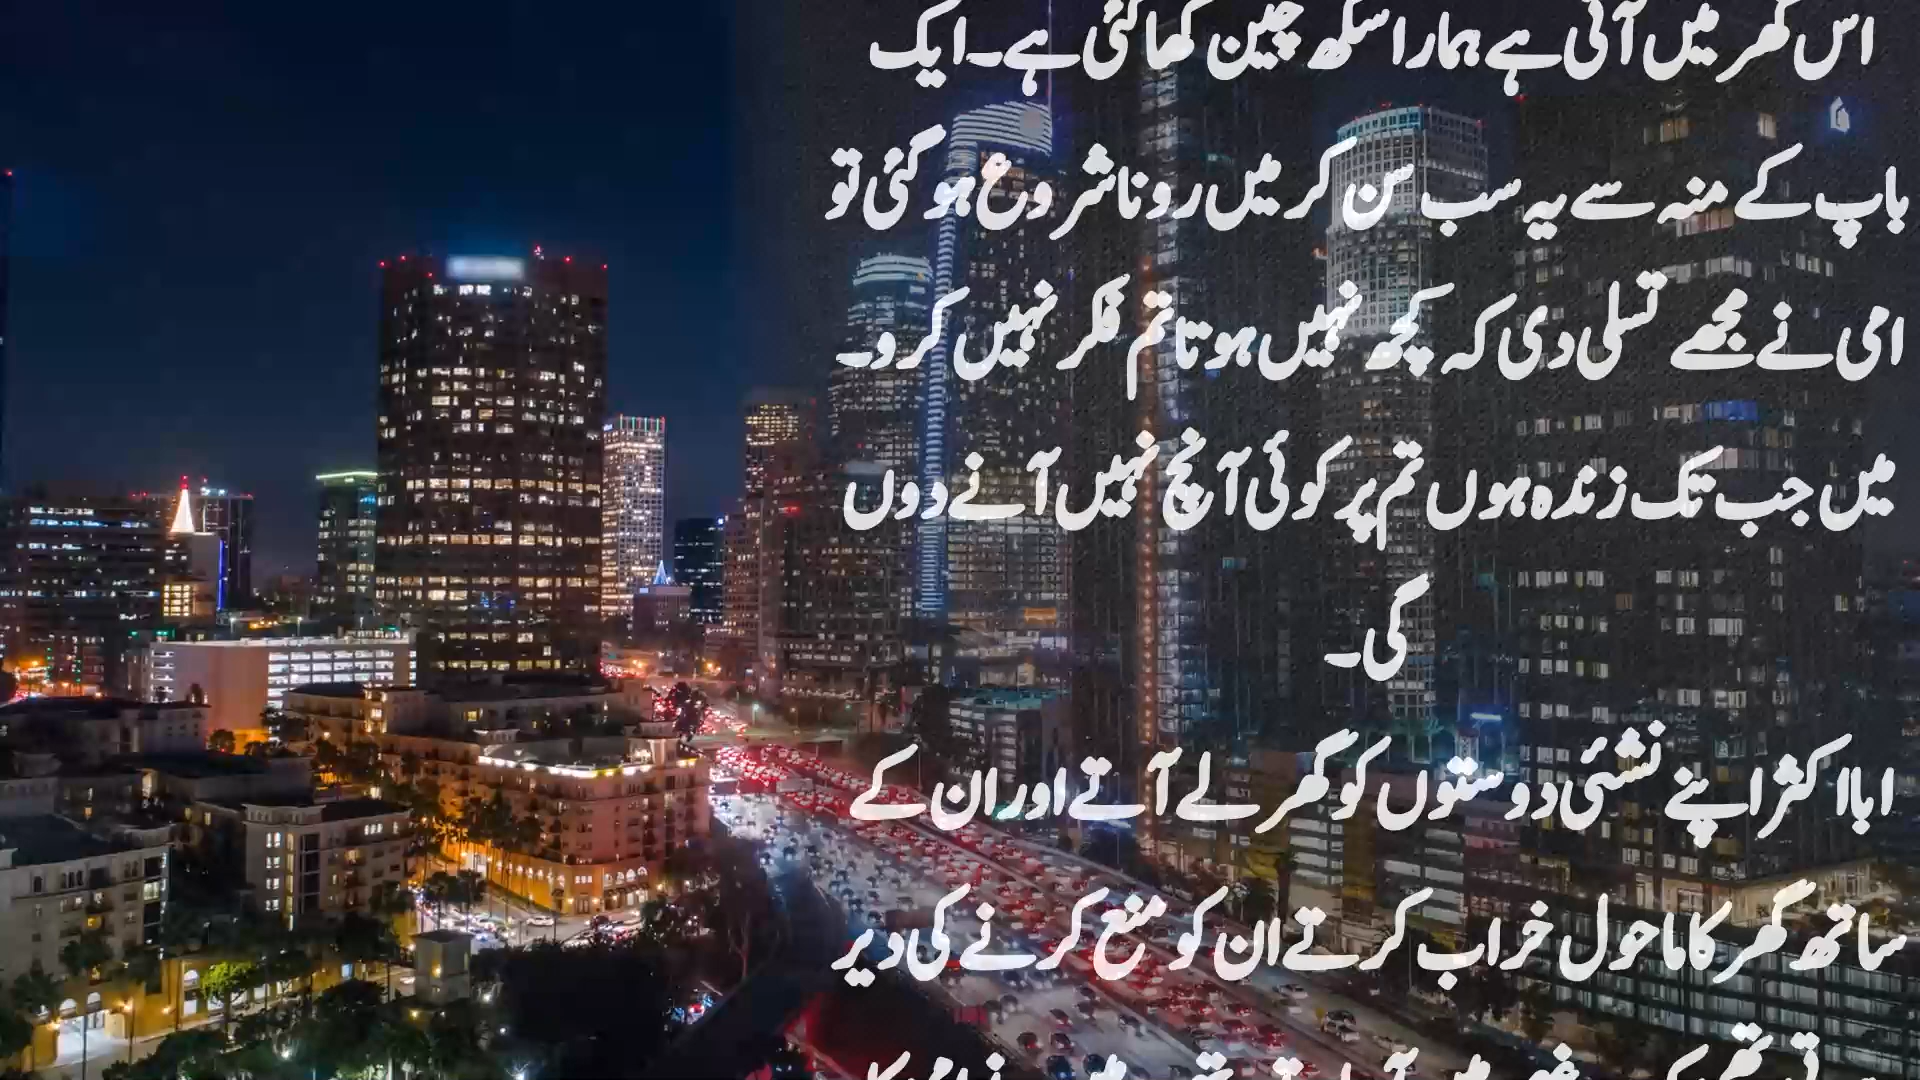 اس گھر میں آئی ہے ہمارا سکھ چین کھا گئی ہے۔ایک
باپ کے منہ سے یہ سب سن کر میں رونا شروع ہو گئی تو
امی نے مجھے تسلی دی کہ کچھ نہیں ہوتا تم فکر نہیں کرو۔
میں جب تک زندہ ہوں تم پر کوئی آنچ نہیں آنے دوں
گی۔
ابا اکثر اپنے نشئی دوستوں کو گھر لے آتے اور ان کے
ساتھ گھر کا ماحول خراب کرتے ان کو منع کرنے کی دیر